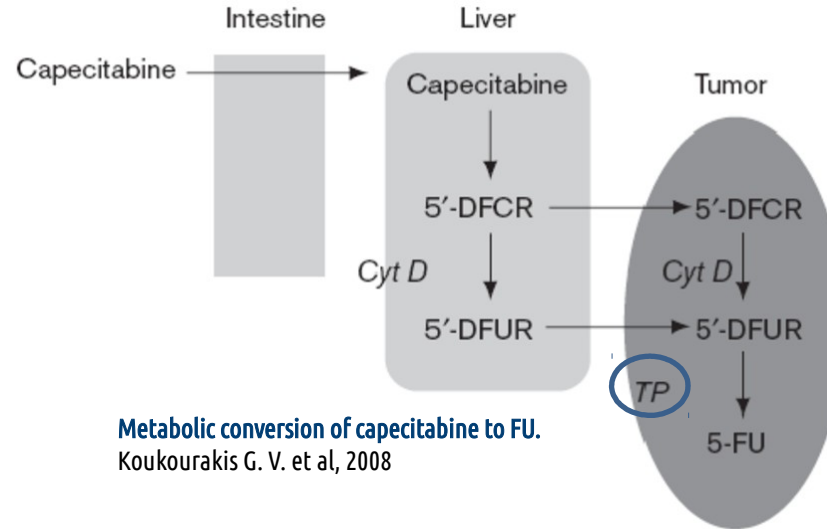 Intestine
Liver
Capecitabine
Capecitabine
Tumor
5′-DFCR
5′-DFCR
Cyt D
Cyt D
5′-DFUR
5′-DFUR
TP
5-FU
Metabolic conversion of capecitabine to FU.
Koukourakis G. V. et al, 2008